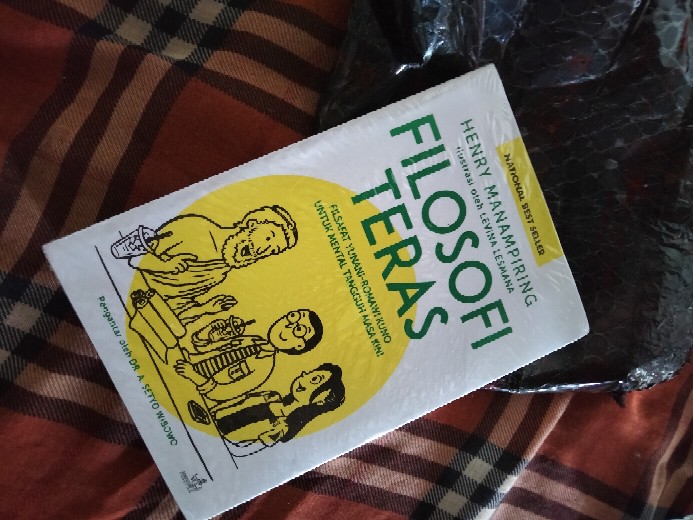 NATIONAL BEST SELLER
HENRY MANAMPIRING
Ilustrasi oleh LEVINA LESMANA
FILOSOFI
TERAS
FILSAFAT YUNANI-ROMAWI KUNO
UNTUK MENTAL TANGGUH MASA KINI
Pengantar oleh DR. A. SETYO WIBOWO